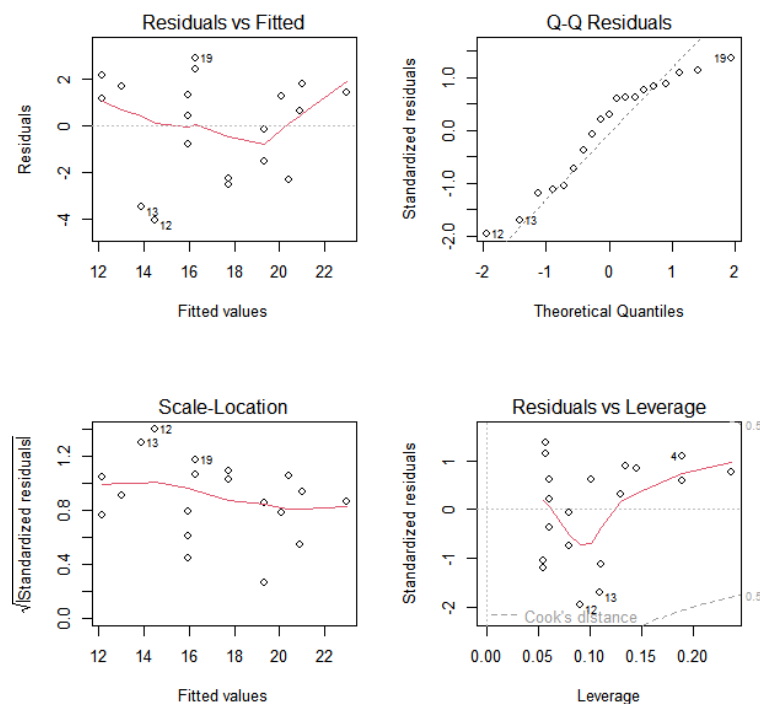 Residuals vs Fitted
Residuals
2
0
-2
-4
19
13
12
12 14 16 18 20 22
Fitted values
Q-Q Residuals
Standardized residuals
1.0
0.0
-1.0
-2.0
19
13
12
-2 -1 0 1 2
Theoretical Quantiles
Scale-Location
√|Standardized residuals|
1.2
0.8
0.4
0.0
12
13
19
12 14 16 18 20 22
Fitted values
Residuals vs Leverage
Standardized residuals
1
0
-1
-2
4
13
12
Cook's distance
0.5
0.5
0.00 0.05 0.10 0.15 0.20
Leverage